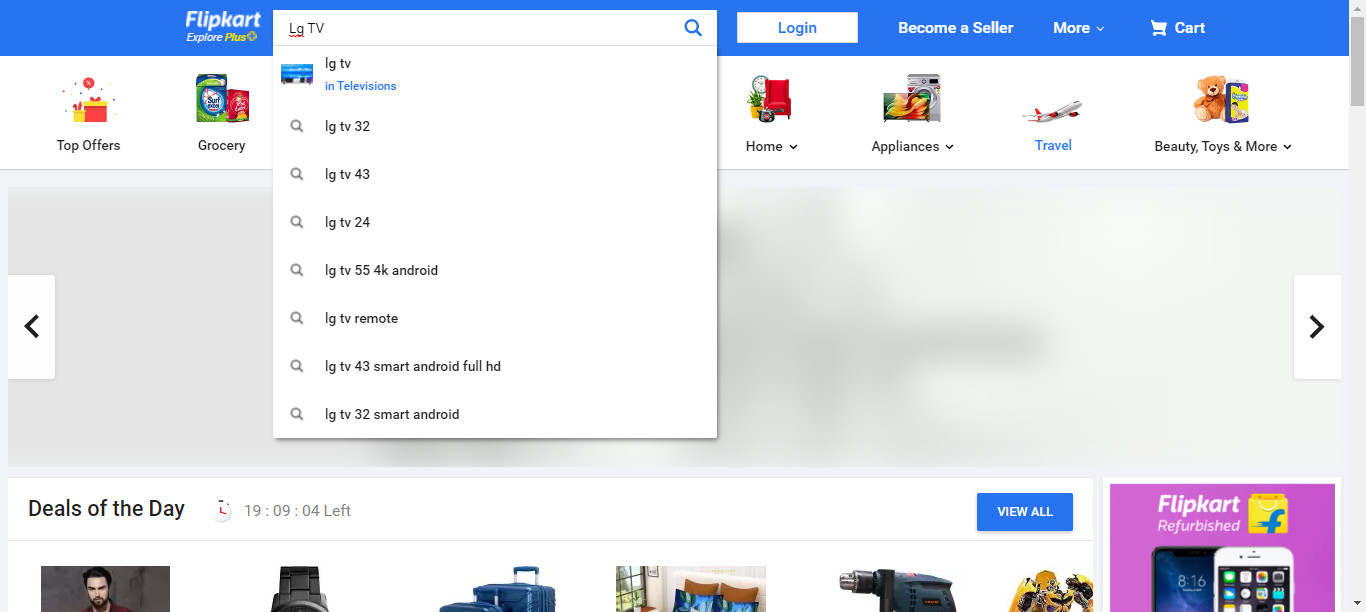 Flipkart
Explore Plus
Lg TV
Login
Become a Seller
More
Cart
lg tv
in Televisions
lg tv 32
lg tv 43
lg tv 24
lg tv 55 4k android
lg tv remote
lg tv 43 smart android full hd
lg tv 32 smart android
Top Offers
Grocery
Home
Appliances
Travel
Beauty, Toys & More
Deals of the Day
19 : 09 : 04 Left
VIEW ALL
Flipkart
Refurbished
8:16